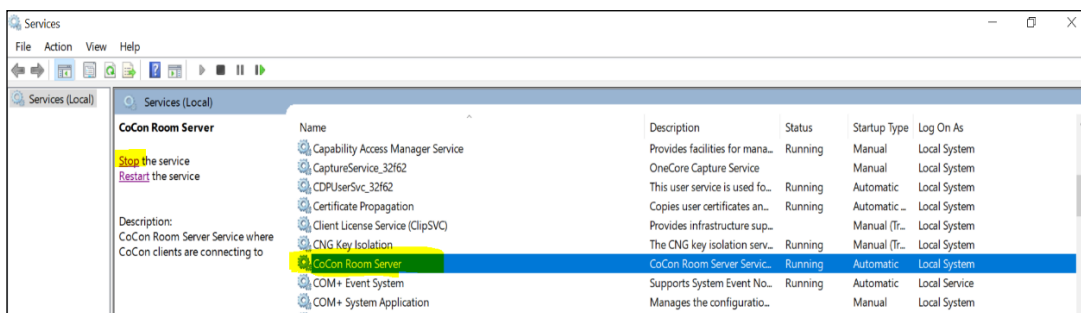 Services
File Action View Help
Services (Local)
Services (Local)
CoCon Room Server
Stop the service
Restart the service
Description:
CoCon Room Server Service where
CoCon clients are connecting to
Name Description Status Startup Type Log On As
Capability Access Manager Service Provides facilities for mana... Running Manual Local System
CaptureService_32f62 OneCore Capture Service Manual Local System
CDPUserSvc_32f62 This user service is used fo... Running Automatic Local System
Certificate Propagation Copies user certificates an... Running Automatic ... Local System
Client License Service (ClipSVC) Provides infrastructure sup... Manual (Tr... Local System
CNG Key Isolation The CNG key isolation serv... Running Manual (Tr... Local System
CoCon Room Server CoCon Room Server Servic... Running Automatic Local System
COM+ Event System Supports System Event No... Running Automatic Local Service
COM+ System Application Manages the configuratio... Manual Local System